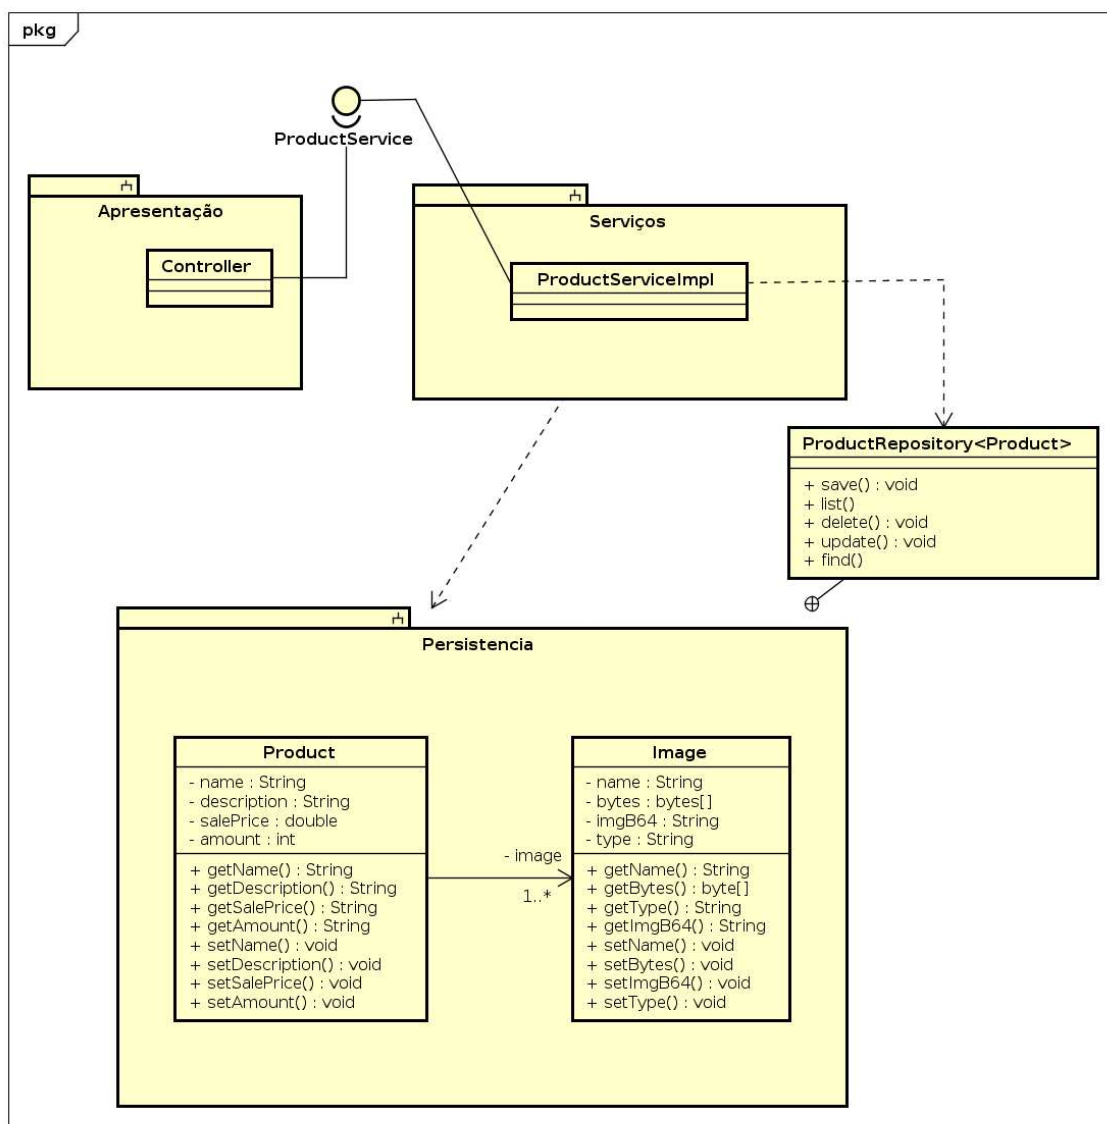 pkg
ProductService
Apresentação
Controller
Serviços
ProductServiceImpl
ProductRepository<Product>
+ save() : void
+ list()
+ delete() : void
+ update() : void
+ find()
Persistencia
Product
- name : String
- description : String
- salePrice : double
- amount : int
+ getName() : String
+ getDescription() : String
+ getSalePrice() : String
+ getAmount() : String
+ setName() : void
+ setDescription() : void
+ setSalePrice() : void
+ setAmount() : void
- image
1..*
Image
- name : String
- bytes : bytes[]
- imgB64 : String
- type : String
+ getName() : String
+ getBytes() : byte[]
+ getType() : String
+ getImgB64() : String
+ setName() : void
+ setBytes() : void
+ setImgB64() : void
+ setType() : void